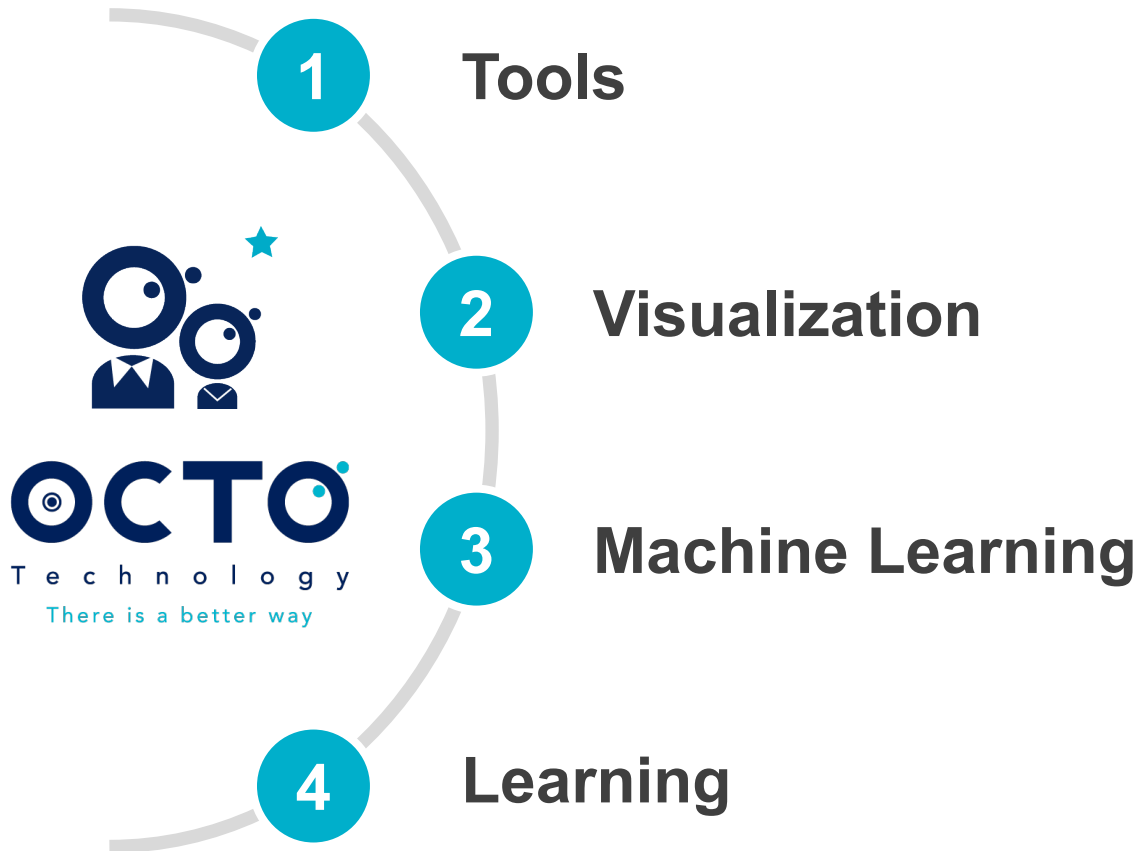 1 Tools
2 Visualization
OCTO
Technology
There is a better way
3 Machine Learning
4 Learning